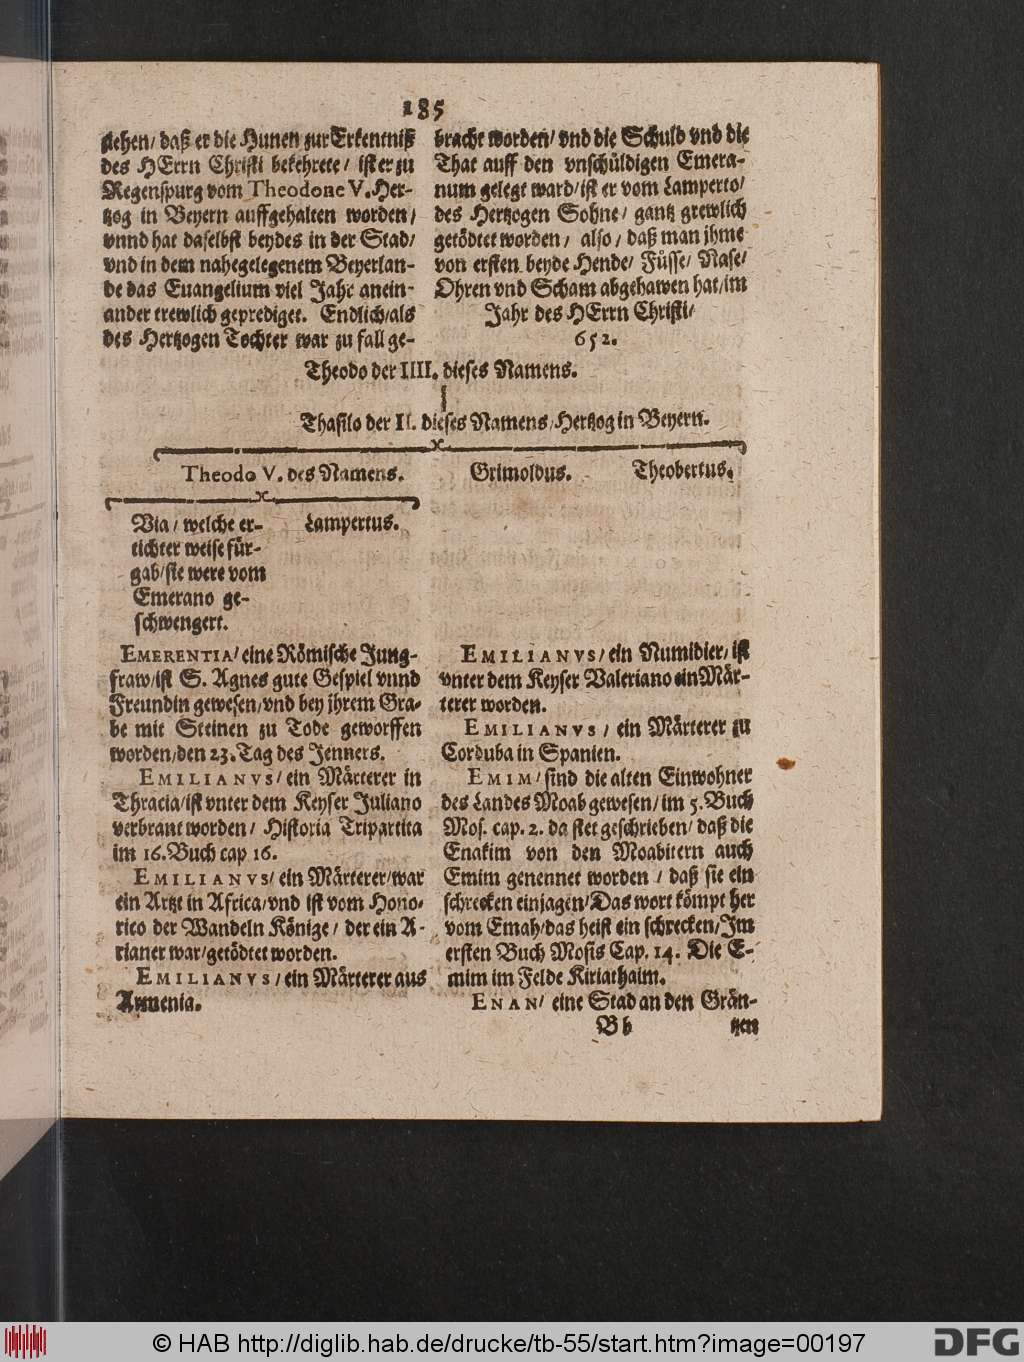 185
ziehen/ daß er die Hunen zur Erkentniß
des HErrn Christi bekehrete/ ist er zu
Regenspurg vom Theodone V. Her-
tzog in Beyern auffgehalten worden/
vnnd hat daselbst beydes in der Stad/
vnd in dem nahegelegenem Beyerlan-
de das Euangelium viel Jahr anein-
ander trewlich geprediget. Endlich/als
des Hertzogen Tochter war zu fall ge-
bracht worden/ vnd die Schuld vnd die
That auff den vnschüldigen Emera-
num gelegt ward/ist er vom Lamperto/
des Hertzogen Sohne/ gantz grewlich
getödtet worden/ also/ daß man jhme
von ersten beyde Hende/ Füsse/ Nase/
Ohren vnd Scham abgehawen hat/im
Jahr des HErrn Christi/
652.
Theodo der IIII. dieses Namens.
Thasilo der II. dieses Namens/Hertzog in Beyern.
Theodo V. des Namens. Grimoldus. Theobertus.
Via/ welche er- Lampertus.
tichter weise für-
gab/sie were vom
Emerano ge-
schwengert.
EMERENTIA/ eine Römische Jung-
fraw/ist S. Agnes gute Gespiel vnnd
Freundin gewesen/vnd bey jhrem Gra-
be mit Steinen zu Tode geworffen
worden/den 23. Tag des Jenners.
EMILIANVS/ ein Märterer in
Thracia/ist vnter dem Keyser Juliano
verbrant worden/ Historia Tripartita
im 16. Buch cap 16.
EMILIANVS/ ein Märterer/war
ein Artzt in Africa/vnd ist vom Hono-
rico der Wandeln Könige/ der ein A-
rianer war/getödtet worden.
EMILIANVS/ ein Märterer aus
Armenia.
EMILIANVS/ ein Numidier/ ist
vnter dem Keyser Valeriano ein Mär-
terer worden.
EMILIANVS/ ein Märterer zu
Corduba in Spanien.
EMIM/ sind die alten Einwohner
des Landes Moab gewesen/ im 5. Buch
Mos. cap. 2. da stet geschrieben/ daß die
Enakim von den Moabitern auch
Emim genennet worden/ daß sie ein
schrecken einjagen/Das wort kömpt her
vom Emah/das heist ein schrecken/Im
ersten Buch Mosis Cap. 14. Die E-
mim im Felde Kiriathaim.
ENAN/ eine Stad an den Grän-
B b tzen
© HAB http://diglib.hab.de/drucke/tb-55/start.htm?image=00197
DFG